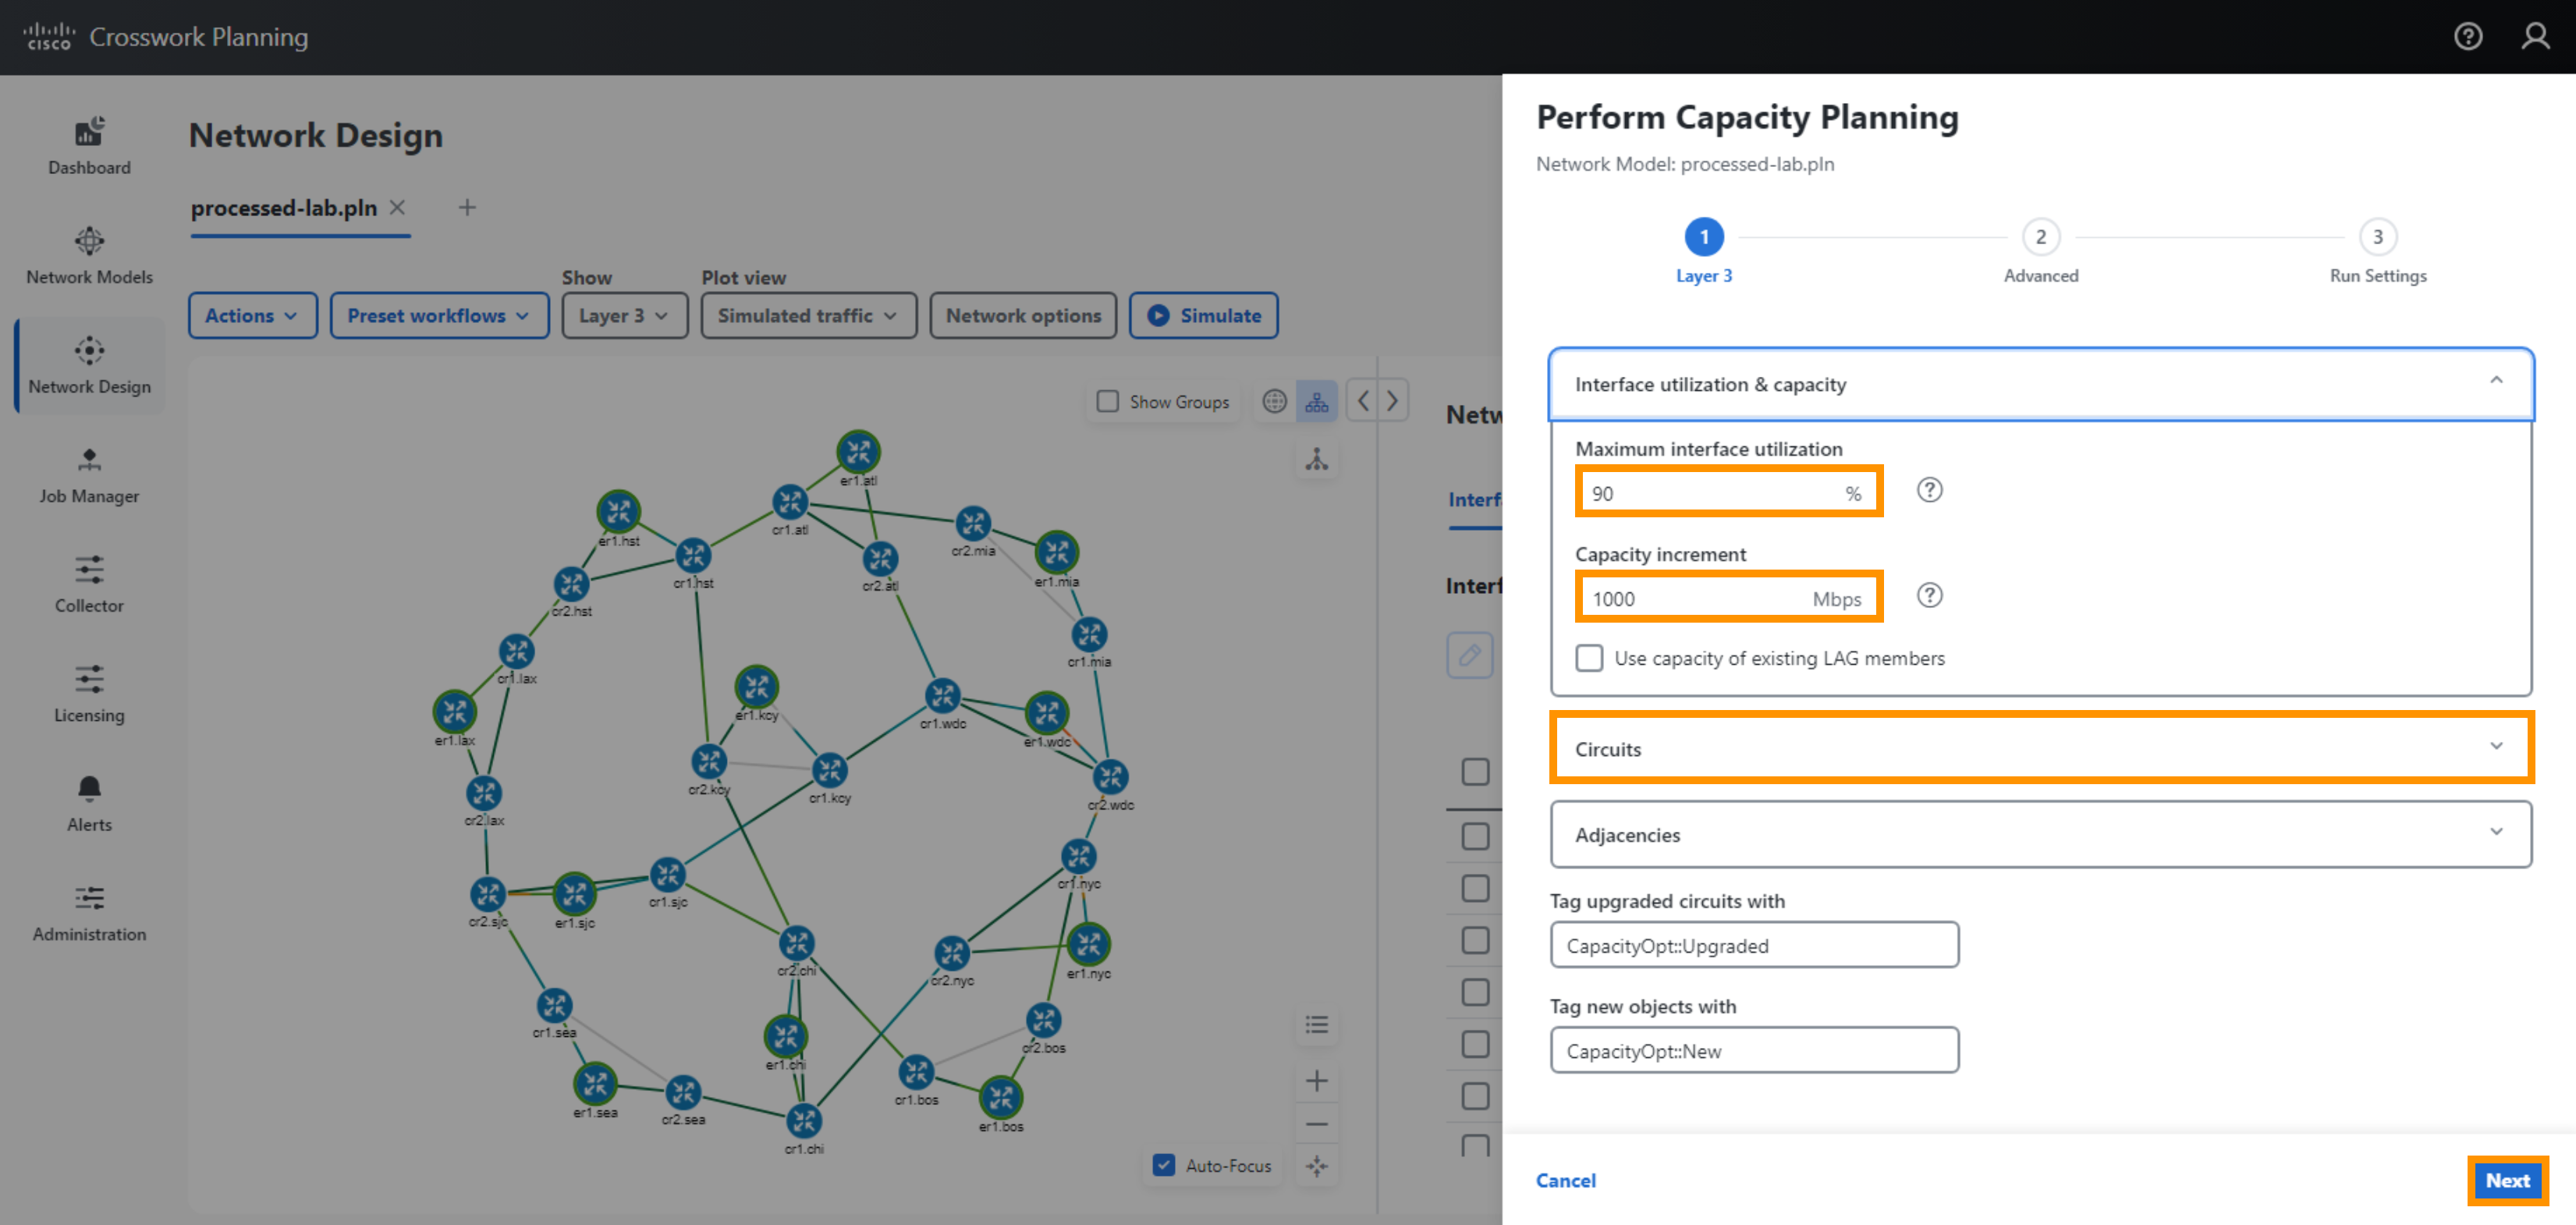 CISCO Crosswork Planning
Dashboard
Network Models
Network Design
Job Manager
Collector
Licensing
Alerts
Administration
Network Design
processed-lab.pln
Show
Plot view
Actions
Preset workflows
Layer 3
Simulated traffic
Network options
Simulate
Show Groups
er1.atl
cr1.atl
er1.hst
cr2.mia
cr1.hst
cr2.atl
er1.mia
cr2.hst
cr1.mia
cr1.lax
er1.kcy
cr1.wdc
er1.lax
er1.wdc
cr2.kcy
cr1.kcy
cr2.wdc
cr2.lax
cr1.nyc
cr1.sjc
cr2.sjc
er1.sjc
cr2.chi
cr2.nyc
er1.nyc
cr1.sea
cr2.bos
er1.chi
cr1.bos
er1.sea
cr2.sea
er1.bos
cr1.chi
Auto-Focus
Netw
Interf
Interf
Perform Capacity Planning
Network Model: processed-lab.pln
1
2
3
Layer 3
Advanced
Run Settings
Interface utilization & capacity
Maximum interface utilization
90 %
Capacity increment
1000 Mbps
Use capacity of existing LAG members
Circuits
Adjacencies
Tag upgraded circuits with
CapacityOpt::Upgraded
Tag new objects with
CapacityOpt::New
Cancel
Next